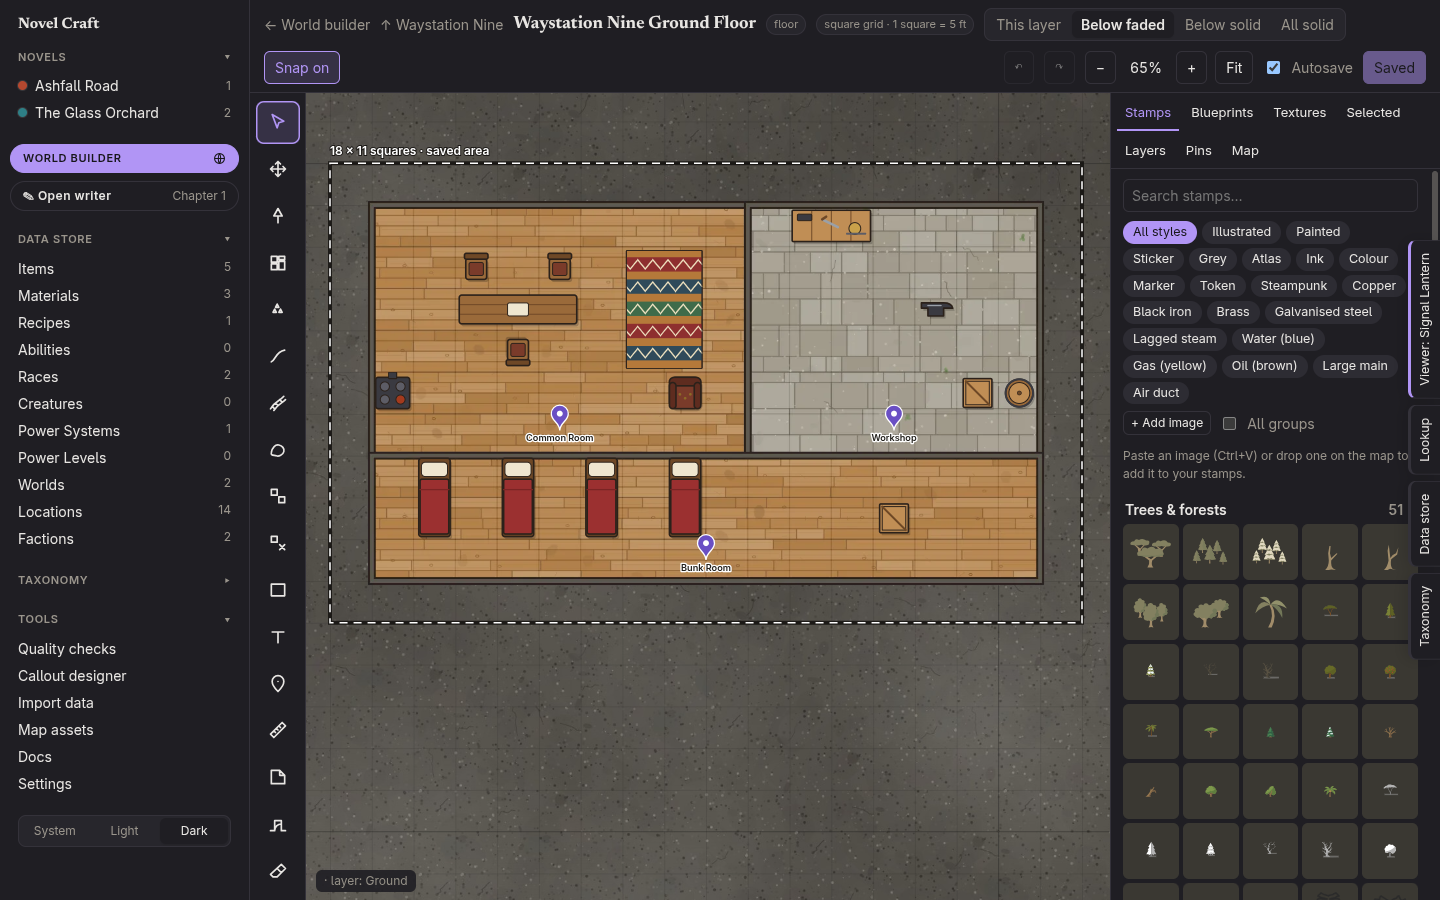 Novel Craft
NOVELS
Ashfall Road 1
The Glass Orchard 2
WORLD BUILDER
Open writer Chapter 1
DATA STORE
Items 5
Materials 3
Recipes 1
Abilities 0
Races 2
Creatures 0
Power Systems 1
Power Levels 0
Worlds 2
Locations 14
Factions 2
TAXONOMY
TOOLS
Quality checks
Callout designer
Import data
Map assets
Docs
Settings
System Light Dark
← World builder ↑ Waystation Nine Waystation Nine Ground Floor floor square grid · 1 square = 5 ft This layer Below faded Below solid All solid
Snap on − 65% + Fit Autosave Saved
18 × 11 squares · saved area
Common Room
Workshop
Bunk Room
· layer: Ground
Stamps Blueprints Textures Selected
Layers Pins Map
Search stamps...
All styles Illustrated Painted
Sticker Grey Atlas Ink Colour
Marker Token Steampunk Copper
Black iron Brass Galvanised steel
Lagged steam Water (blue)
Gas (yellow) Oil (brown) Large main
Air duct
+ Add image All groups
Paste an image (Ctrl+V) or drop one on the map to
add it to your stamps.
Trees & forests 51
Viewer: Signal Lantern
Lookup
Data store
Taxonomy